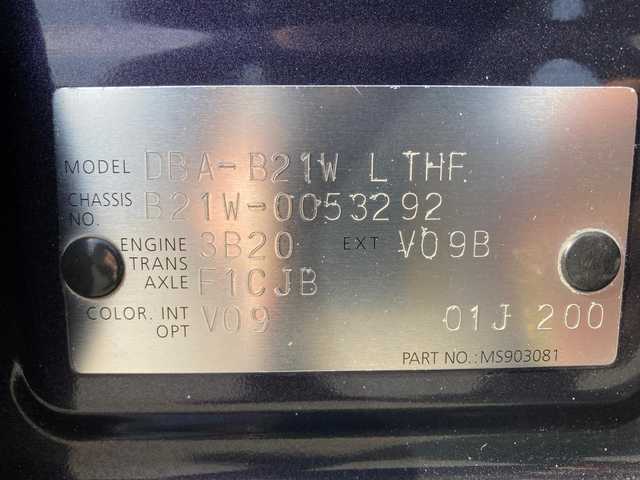 MODEL DBA-B21W LTHF
CHASSIS NO. B21W-0053292
ENGINE 3B20 EXT V09B
TRANS AXLE F1CJB
COLOR. INT OPT V09 01J 200
PART NO.:MS903081